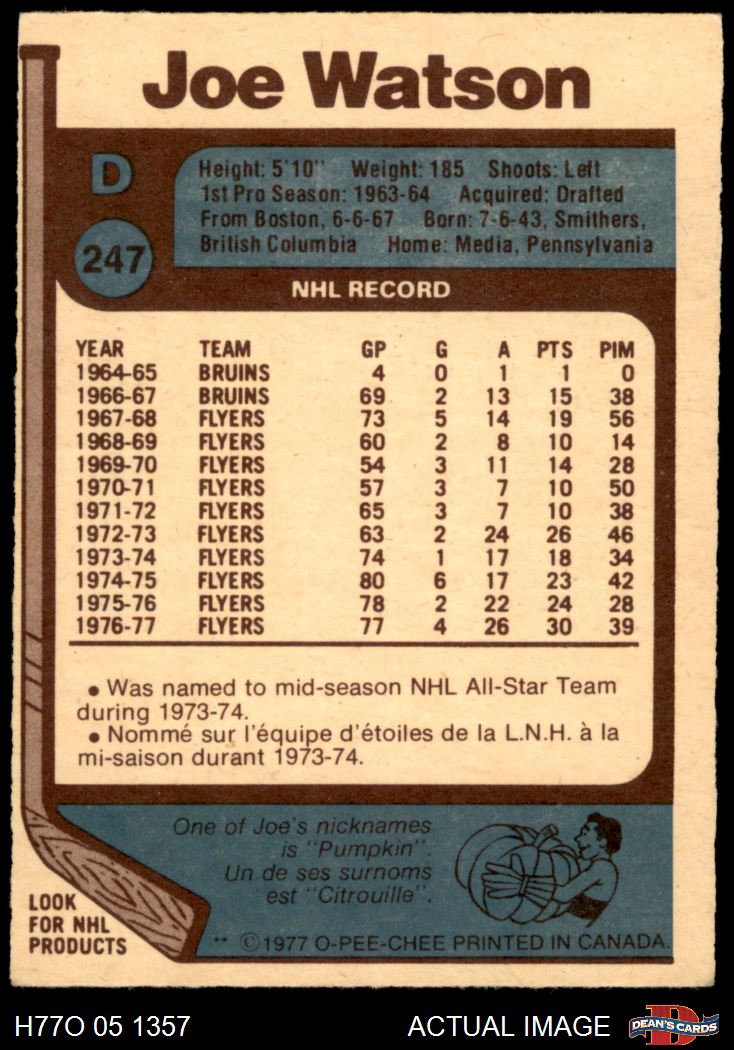 Joe Watson
D
247
Height: 5'10" Weight: 185 Shoots: Left
1st Pro Season: 1963-64 Acquired: Drafted
From Boston, 6-6-67 Born: 7-6-43, Smithers,
British Columbia Home: Media, Pennsylvania
NHL RECORD
YEAR TEAM GP G A PTS PIM
1964-65 BRUINS 4 0 1 1 0
1966-67 BRUINS 69 2 13 15 38
1967-68 FLYERS 73 5 14 19 56
1968-69 FLYERS 60 2 8 10 14
1969-70 FLYERS 54 3 11 14 28
1970-71 FLYERS 57 3 7 10 50
1971-72 FLYERS 65 3 7 10 38
1972-73 FLYERS 63 2 24 26 46
1973-74 FLYERS 74 1 17 18 34
1974-75 FLYERS 80 6 17 23 42
1975-76 FLYERS 78 2 22 24 28
1976-77 FLYERS 77 4 26 30 39
• Was named to mid-season NHL All-Star Team
during 1973-74.
• Nommé sur l'équipe d'étoiles de la L.N.H. à la
mi-saison durant 1973-74.
One of Joe's nicknames
is "Pumpkin".
Un de ses surnoms
est "Citrouille".
LOOK
FOR NHL
PRODUCTS
** ©1977 O-PEE-CHEE PRINTED IN CANADA.
H77O 05 1357 ACTUAL IMAGE DEAN'S CARDS